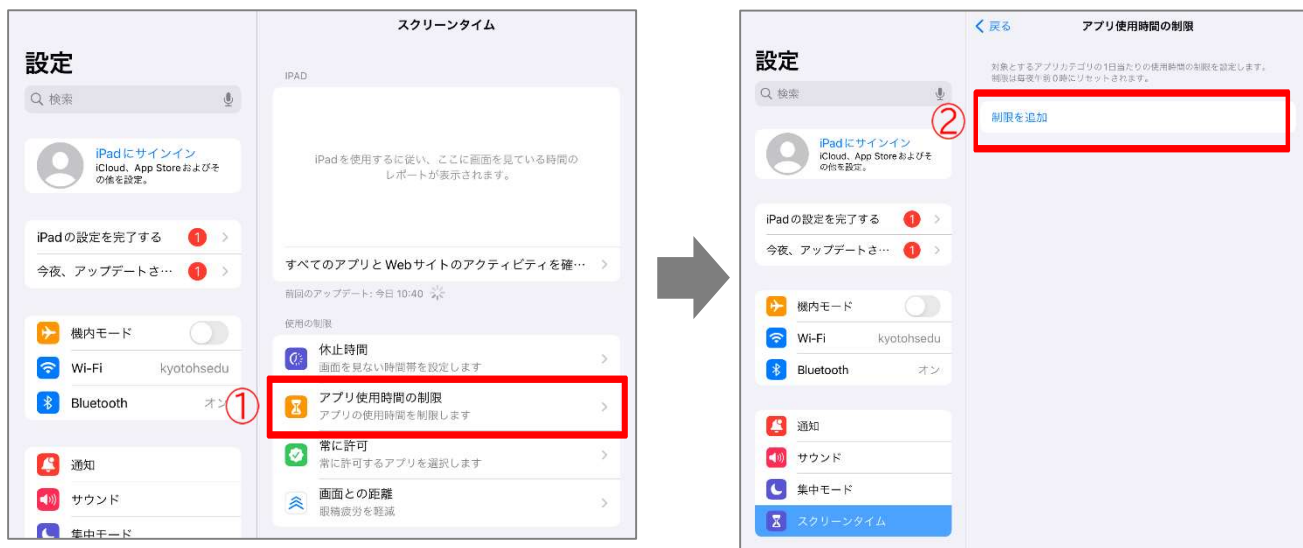 スクリーンタイム
設定
検索
iPadにサインイン
iCloud、App Storeおよびそ
の他を設定。
iPadの設定を完了する 1
今夜、アップデートさ… 1
機内モード
Wi-Fi kyotohsedu
Bluetooth オン
通知
サウンド
集中モード
IPAD
iPadを使用するに従い、ここに画面を見ている時間の
レポートが表示されます。
すべてのアプリとWebサイトのアクティビティを確…
前回のアップデート: 今日 10:40
使用の制限
休止時間
画面を見ない時間帯を設定します
①
アプリ使用時間の制限
アプリの使用時間を制限します
常に許可
常に許可するアプリを選択します
画面との距離
眼精疲労を軽減
戻る アプリ使用時間の制限
設定
検索
iPadにサインイン
iCloud、App Storeおよびそ
の他を設定。
iPadの設定を完了する 1
今夜、アップデートさ… 1
機内モード
Wi-Fi kyotohsedu
Bluetooth オン
通知
サウンド
集中モード
スクリーンタイム
対象とするアプリカテゴリの1日当たりの使用時間の制限を設定します。
制限は毎夜午前0時にリセットされます。
②
制限を追加